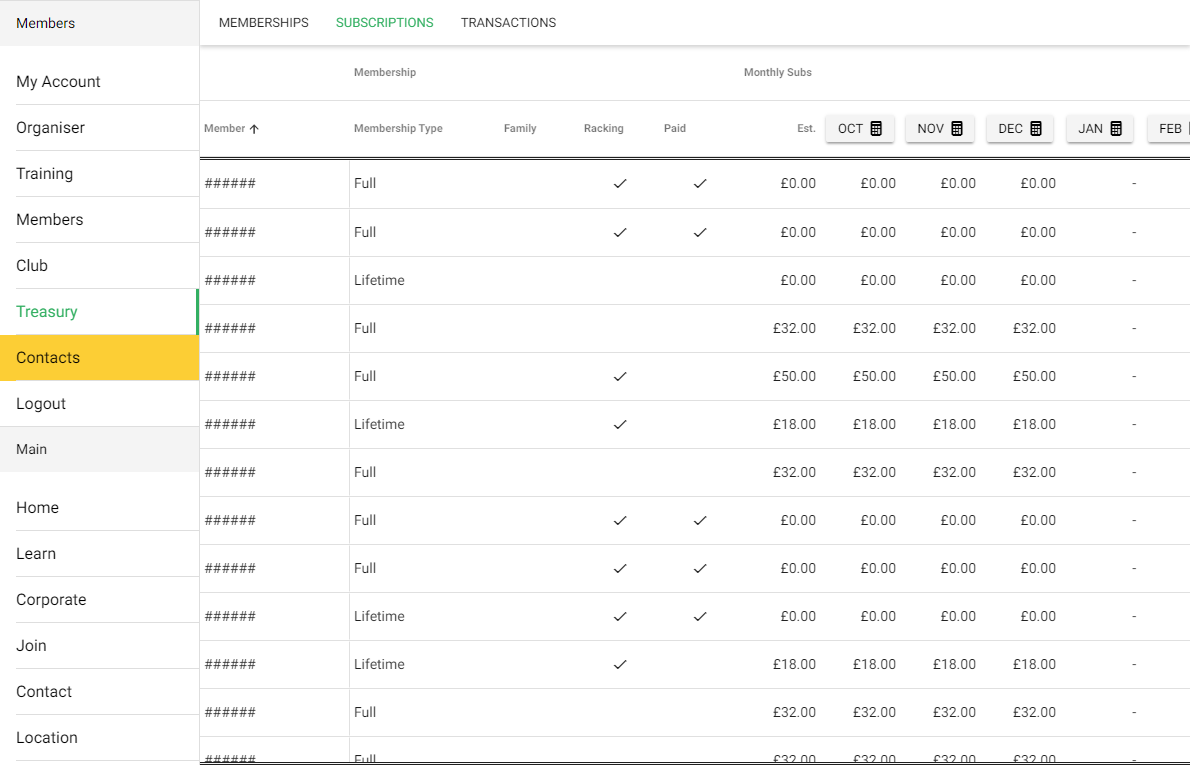 Members
My Account
Organiser
Training
Members
Club
Treasury
Contacts
Logout
Main
Home
Learn
Corporate
Join
Contact
Location
MEMBERSHIPS SUBSCRIPTIONS TRANSACTIONS
Membership Monthly Subs
Member Membership Type Family Racking Paid Est. OCT NOV DEC JAN FEB
###### Full ✓ ✓ £0.00 £0.00 £0.00 £0.00 -
###### Full ✓ ✓ £0.00 £0.00 £0.00 £0.00 -
###### Lifetime £0.00 £0.00 £0.00 £0.00 -
###### Full £32.00 £32.00 £32.00 £32.00 -
###### Full ✓ £50.00 £50.00 £50.00 £50.00 -
###### Lifetime ✓ £18.00 £18.00 £18.00 £18.00 -
###### Full £32.00 £32.00 £32.00 £32.00 -
###### Full ✓ ✓ £0.00 £0.00 £0.00 £0.00 -
###### Full ✓ ✓ £0.00 £0.00 £0.00 £0.00 -
###### Lifetime ✓ ✓ £0.00 £0.00 £0.00 £0.00 -
###### Lifetime ✓ £18.00 £18.00 £18.00 £18.00 -
###### Full £32.00 £32.00 £32.00 £32.00 -
###### Full £32.00 £32.00 £32.00 £32.00 -